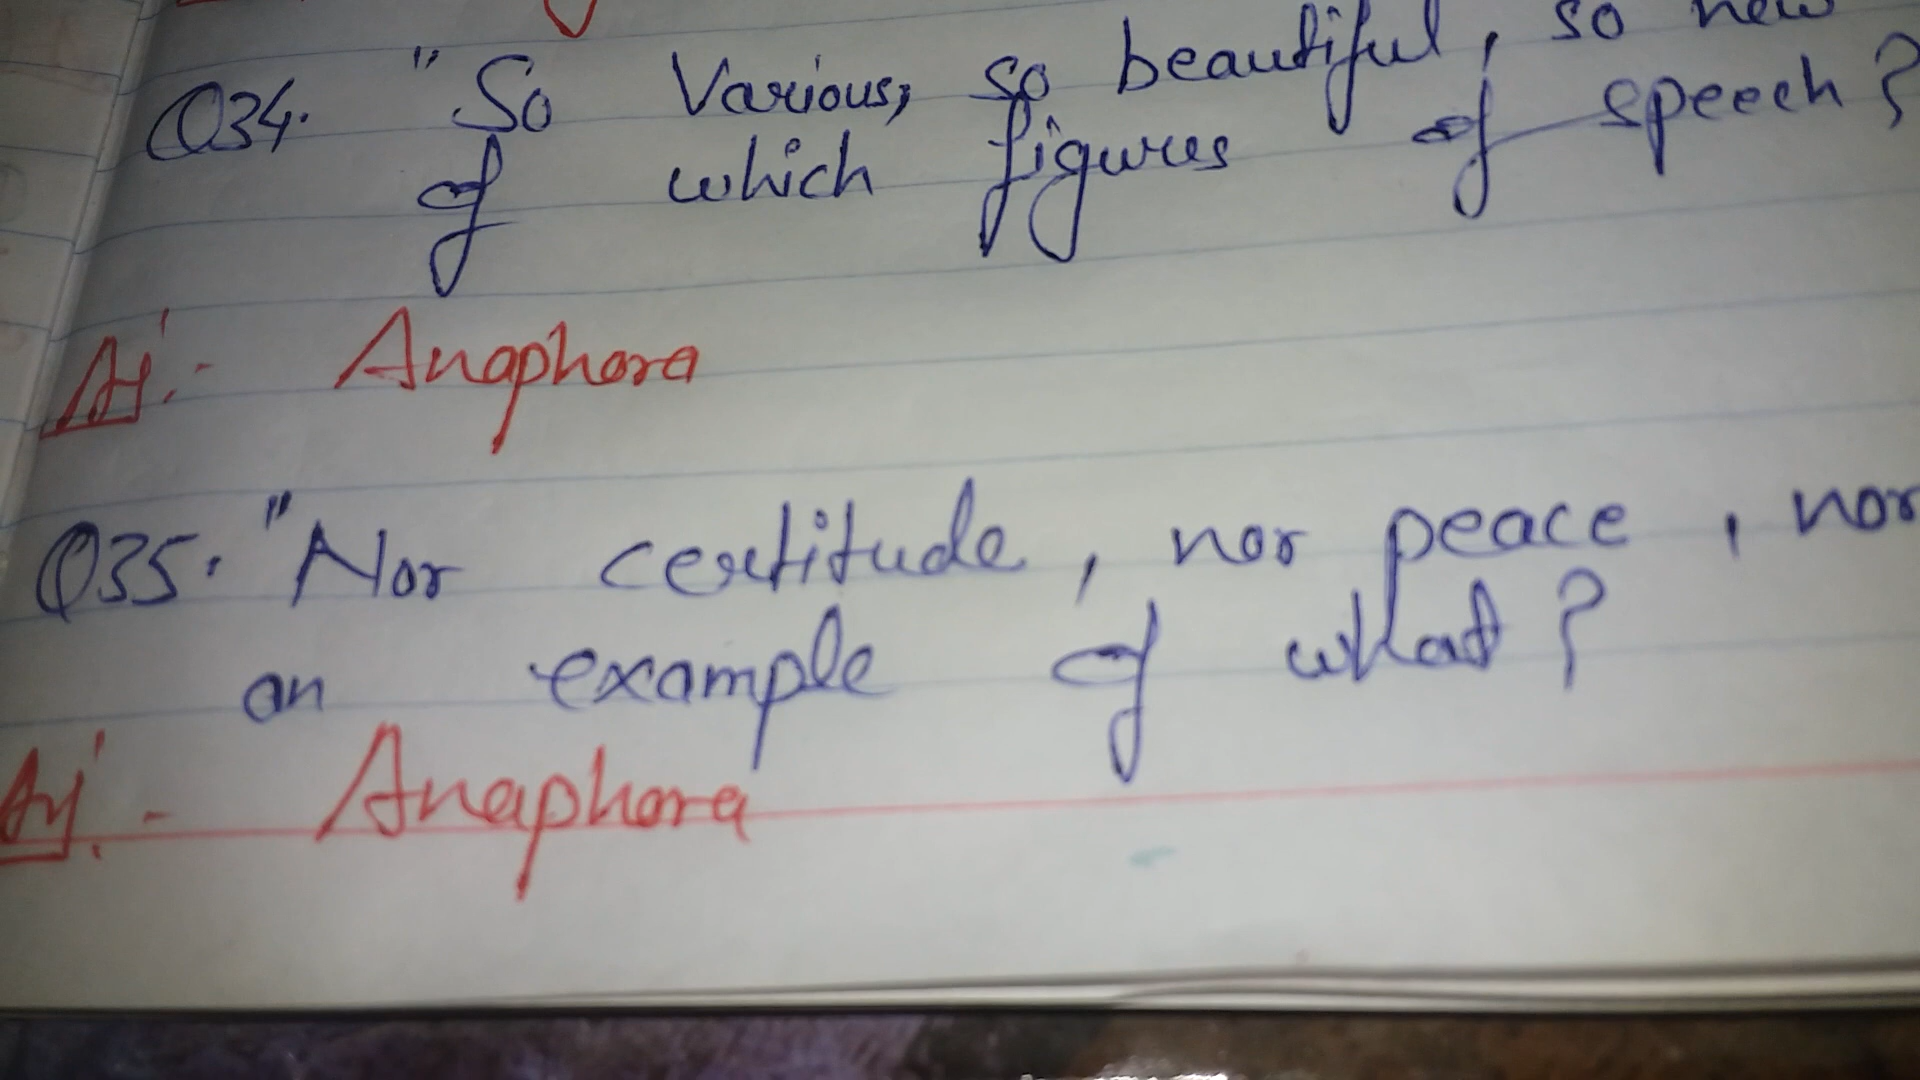 Q34. "So Various, so beautiful, so new
of which figures of speech?
Ans:- Anaphora
Q35. "Nor certitude, nor peace, nor
an example of what?
Ans:- Anaphora